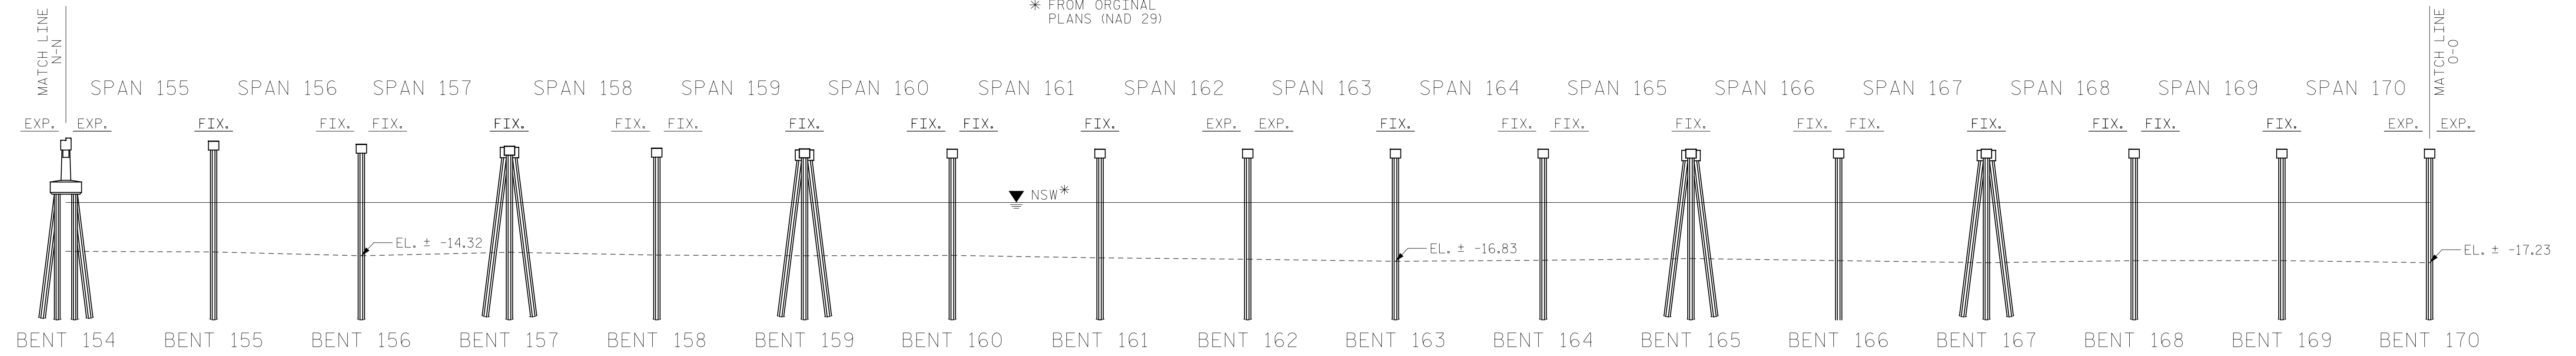 * FROM ORGINAL
PLANS (NAD 29)
MATCH LINE
N-N
MATCH LINE
O-O
SPAN 155 SPAN 156 SPAN 157 SPAN 158 SPAN 159 SPAN 160 SPAN 161 SPAN 162 SPAN 163 SPAN 164 SPAN 165 SPAN 166 SPAN 167 SPAN 168 SPAN 169 SPAN 170
EXP. EXP. FIX. FIX. FIX. FIX. FIX. FIX. FIX. FIX. FIX. FIX. EXP. EXP. FIX. FIX. FIX. FIX. FIX. FIX. FIX. FIX. FIX. FIX. EXP. EXP.
NSW*
EL. ± -14.32
EL. ± -16.83
EL. ± -17.23
BENT 154 BENT 155 BENT 156 BENT 157 BENT 158 BENT 159 BENT 160 BENT 161 BENT 162 BENT 163 BENT 164 BENT 165 BENT 166 BENT 167 BENT 168 BENT 169 BENT 170